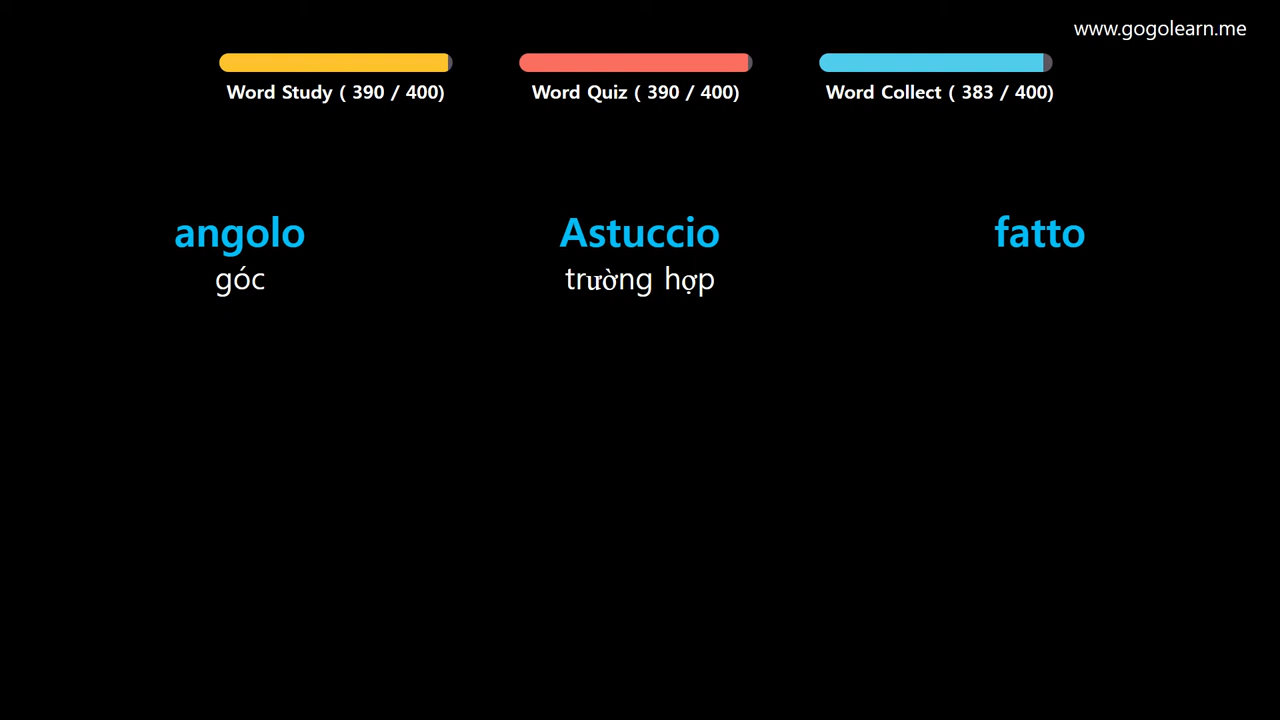 www.gogolearn.me
Word Study ( 390 / 400)
Word Quiz ( 390 / 400)
Word Collect ( 383 / 400)
angolo
góc
Astuccio
trường hợp
fatto